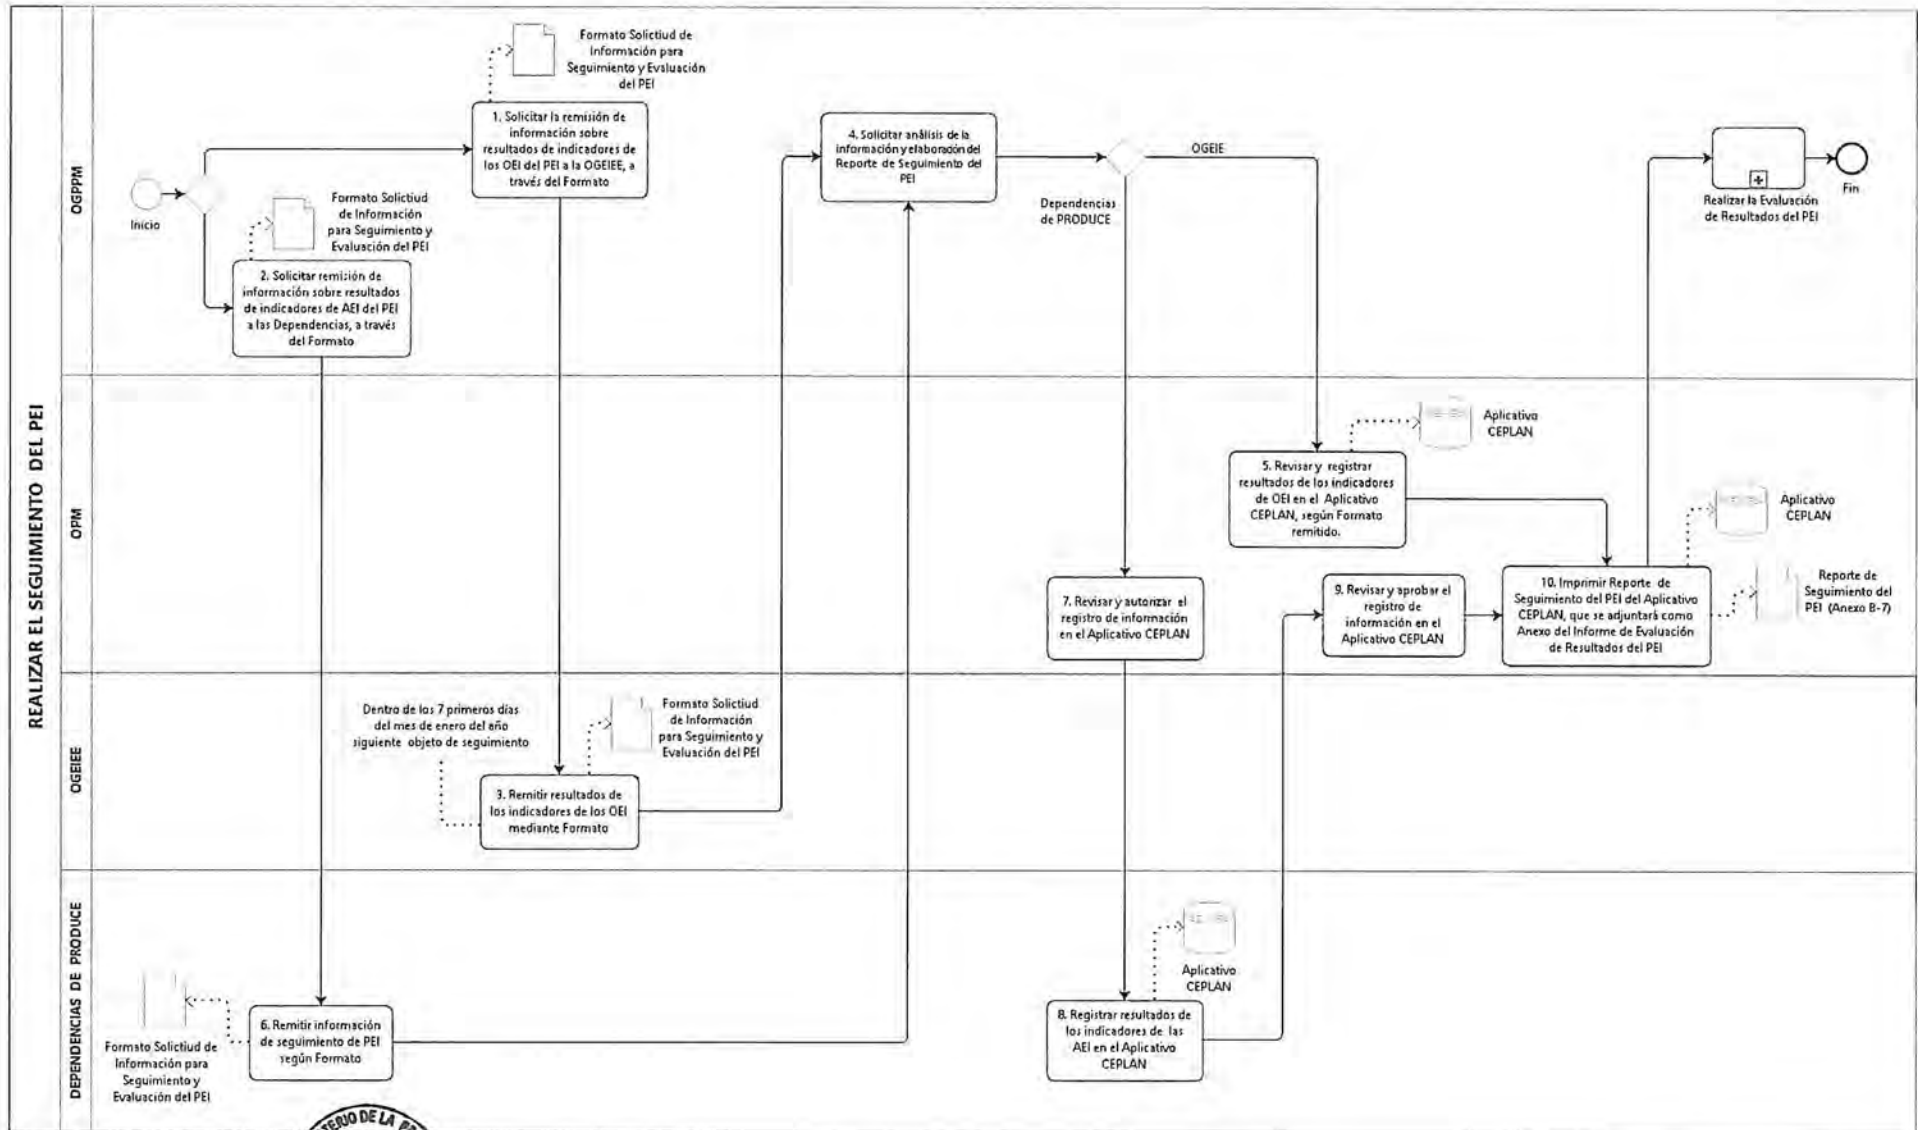 REALIZAR EL SEGUIMIENTO DEL PEI
OGPPM
Inicio
Formato Solictiud de
Información para
Seguimiento y Evaluación
del PEI
1. Solicitar la remisión de
información sobre
resultados de indicadores de
los OEI del PEI a la OGEIEE, a
través del Formato
Formato Solictiud
de Información
para Seguimiento y
Evaluación del PEI
2. Solicitar remisión de
información sobre resultados
de indicadores de AEI del PEI
a las Dependencias, a través
del Formato
4. Solicitar análisis de la
información y elaboración del
Reporte de Seguimiento del
PEI
OGEIE
Dependencias
de PRODUCE
Realizar la Evaluación
de Resultados del PEI
Fin
OPM
Aplicativo
CEPLAN
5. Revisar y registrar
resultados de los indicadores
de OEI en el Aplicativo
CEPLAN, según Formato
remitido.
Aplicativo
CEPLAN
7. Revisar y autorizar el
registro de información
en el Aplicativo CEPLAN
9. Revisar y aprobar el
registro de
información en el
Aplicativo CEPLAN
10. Imprimir Reporte de
Seguimiento del PEI del Aplicativo
CEPLAN, que se adjuntará como
Anexo del Informe de Evaluación
de Resultados del PEI
Reporte de
Seguimiento del
PEI (Anexo B-7)
OGEIEE
Dentro de los 7 primeros días
del mes de enero del año
siguiente objeto de seguimiento
Formato Solictiud
de Información
para Seguimiento y
Evaluación del PEI
3. Remitir resultados de
los indicadores de los OEI
mediante Formato
DEPENDENCIAS DE PRODUCE
Formato Solictiud de
Información para
Seguimiento y
Evaluación del PEI
6. Remitir información
de seguimiento de PEI
según Formato
Aplicativo
CEPLAN
8. Registrar resultados de
los indicadores de las
AEI en el Aplicativo
CEPLAN
DE LA